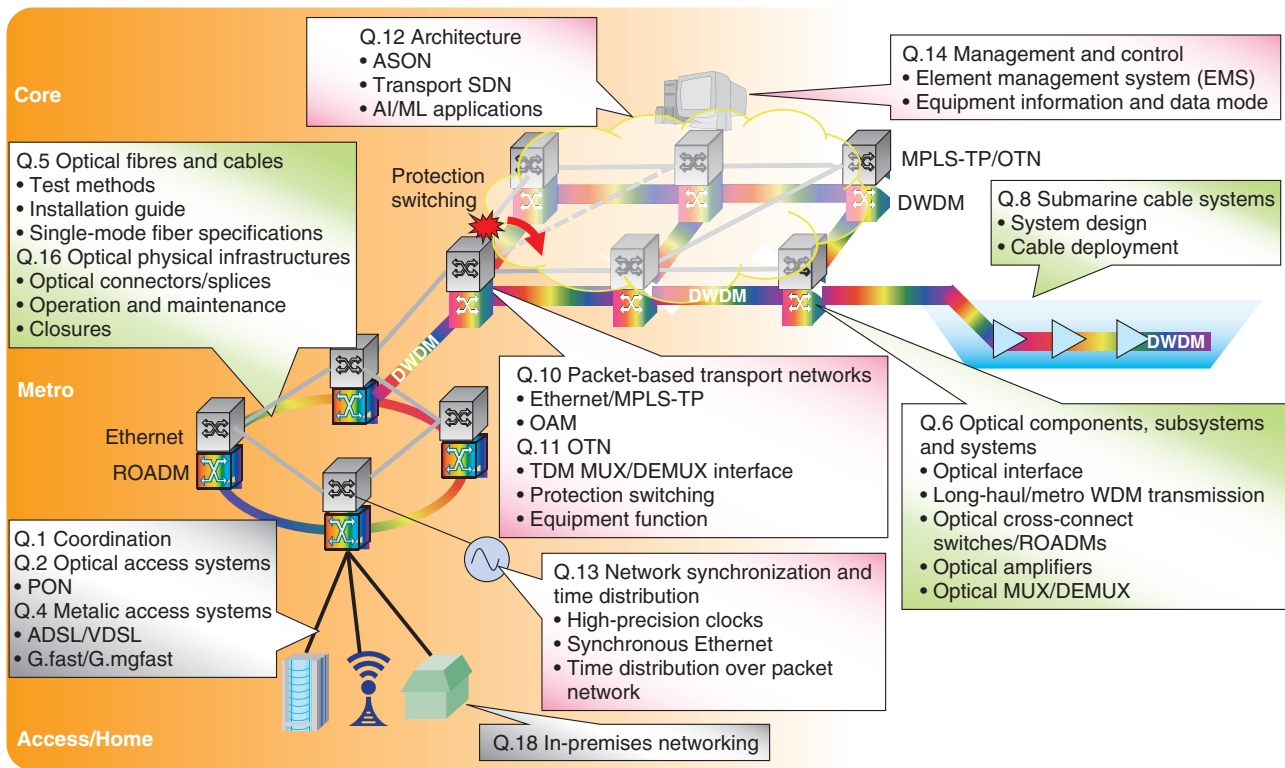 Core
Q.12 Architecture
• ASON
• Transport SDN
• AI/ML applications
Q.14 Management and control
• Element management system (EMS)
• Equipment information and data mode
Q.5 Optical fibres and cables
• Test methods
• Installation guide
• Single-mode fiber specifications
Q.16 Optical physical infrastructures
• Optical connectors/splices
• Operation and maintenance
• Closures
Protection
switching
MPLS-TP/OTN
DWDM
Q.8 Submarine cable systems
• System design
• Cable deployment
DWDM
DWDM
DWDM
Metro
Ethernet
ROADM
Q.10 Packet-based transport networks
• Ethernet/MPLS-TP
• OAM
Q.11 OTN
• TDM MUX/DEMUX interface
• Protection switching
• Equipment function
Q.6 Optical components, subsystems
and systems
• Optical interface
• Long-haul/metro WDM transmission
• Optical cross-connect
switches/ROADMs
• Optical amplifiers
• Optical MUX/DEMUX
Q.1 Coordination
Q.2 Optical access systems
• PON
Q.4 Metalic access systems
• ADSL/VDSL
• G.fast/G.mgfast
Q.13 Network synchronization and
time distribution
• High-precision clocks
• Synchronous Ethernet
• Time distribution over packet
network
Access/Home
Q.18 In-premises networking